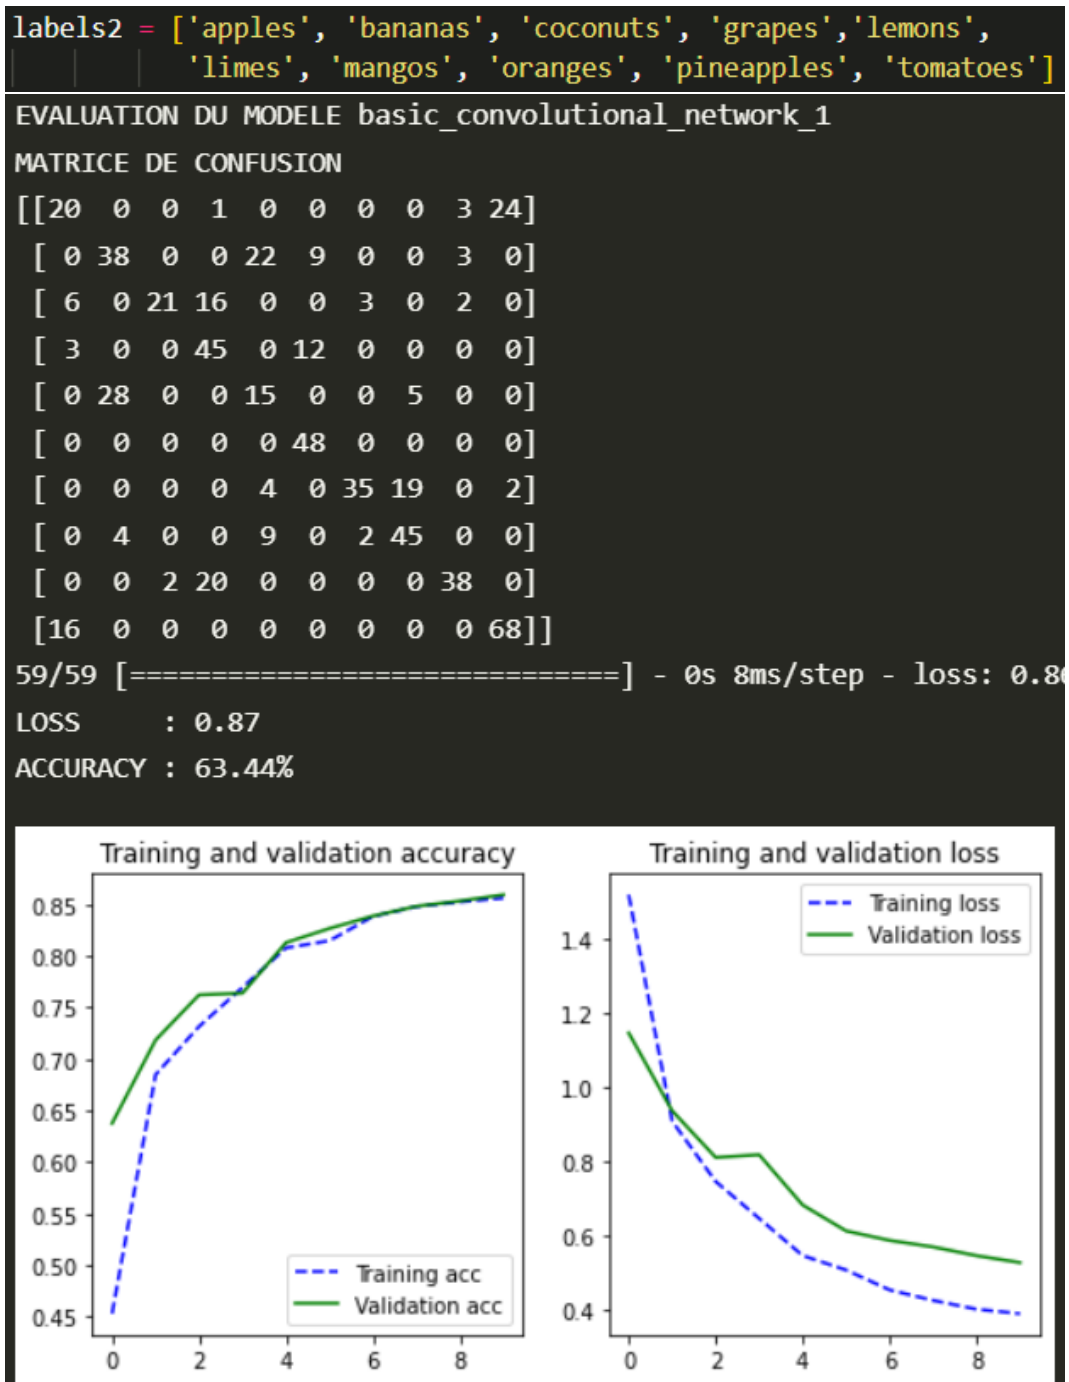 labels2 = ['apples', 'bananas', 'coconuts', 'grapes','lemons',
'limes', 'mangos', 'oranges', 'pineapples', 'tomatoes']
EVALUATION DU MODELE basic_convolutional_network_1
MATRICE DE CONFUSION
[[20 0 0 1 0 0 0 0 3 24]
[ 0 38 0 0 22 9 0 0 3 0]
[ 6 0 21 16 0 0 3 0 2 0]
[ 3 0 0 45 0 12 0 0 0 0]
[ 0 28 0 0 15 0 0 5 0 0]
[ 0 0 0 0 0 48 0 0 0 0]
[ 0 0 0 0 4 0 35 19 0 2]
[ 0 4 0 0 9 0 2 45 0 0]
[ 0 0 2 20 0 0 0 0 38 0]
[16 0 0 0 0 0 0 0 0 68]]
59/59 [==============================] - 0s 8ms/step - loss: 0.8
LOSS : 0.87
ACCURACY : 63.44%
Training and validation accuracy
0.85
0.80
0.75
0.70
0.65
0.60
0.55
0.50
0.45
Training acc
Validation acc
0 2 4 6 8
Training and validation loss
Training loss
Validation loss
1.4
1.2
1.0
0.8
0.6
0.4
0 2 4 6 8